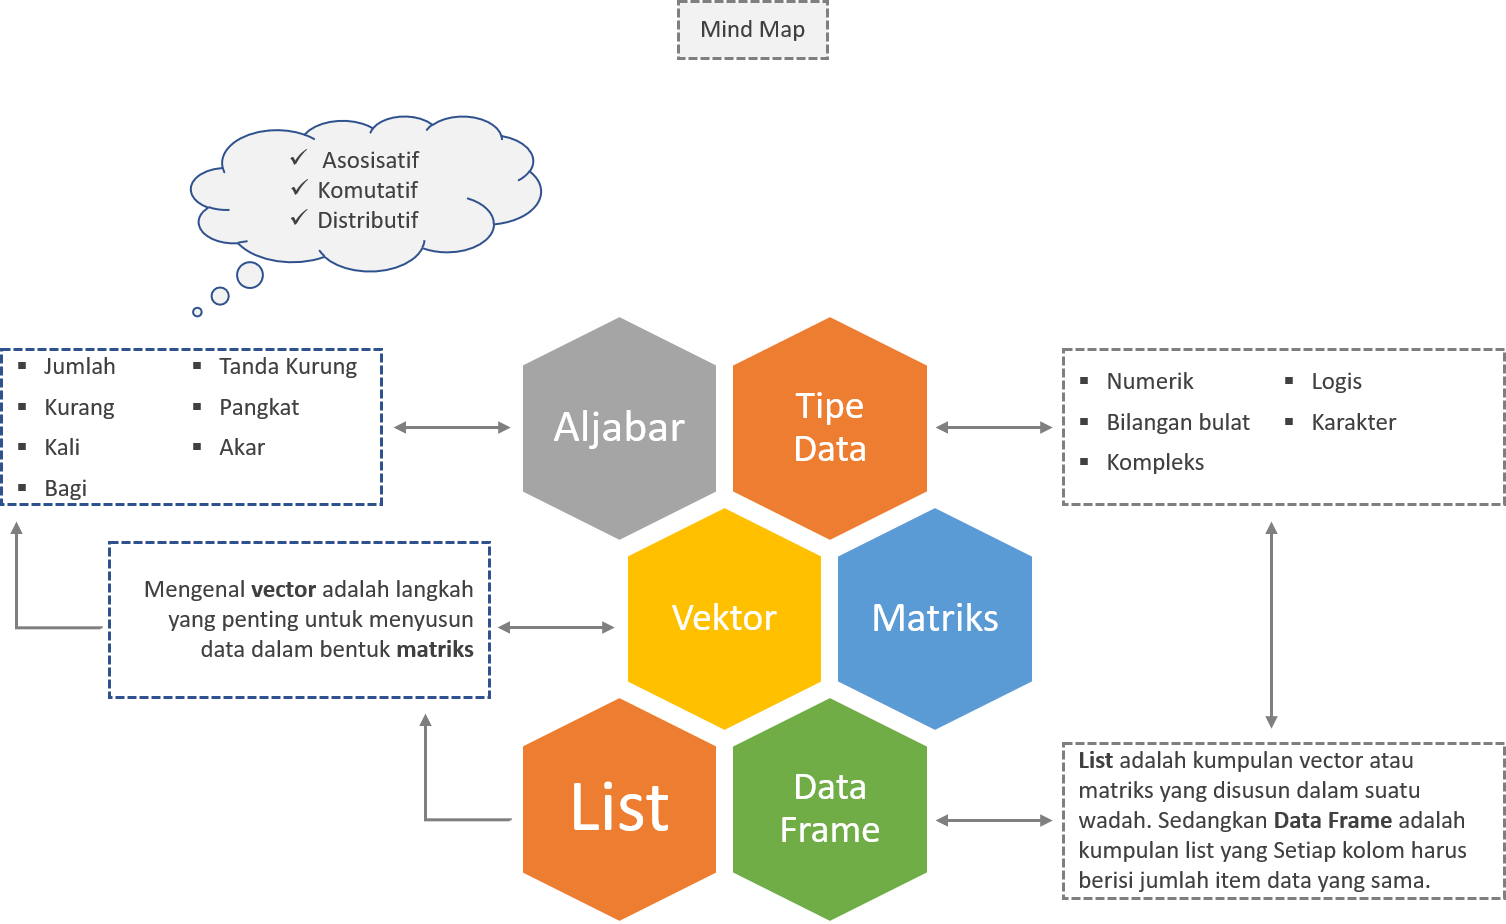 Mind Map
✓ Asosisatif
✓ Komutatif
✓ Distributif
▪ Jumlah
▪ Kurang
▪ Kali
▪ Bagi
▪ Tanda Kurung
▪ Pangkat
▪ Akar
Aljabar
Tipe
Data
▪ Numerik
▪ Bilangan bulat
▪ Kompleks
▪ Logis
▪ Karakter
Mengenal vector adalah langkah
yang penting untuk menyusun
data dalam bentuk matriks
Vektor
Matriks
List
Data
Frame
List adalah kumpulan vector atau
matriks yang disusun dalam suatu
wadah. Sedangkan Data Frame adalah
kumpulan list yang Setiap kolom harus
berisi jumlah item data yang sama.